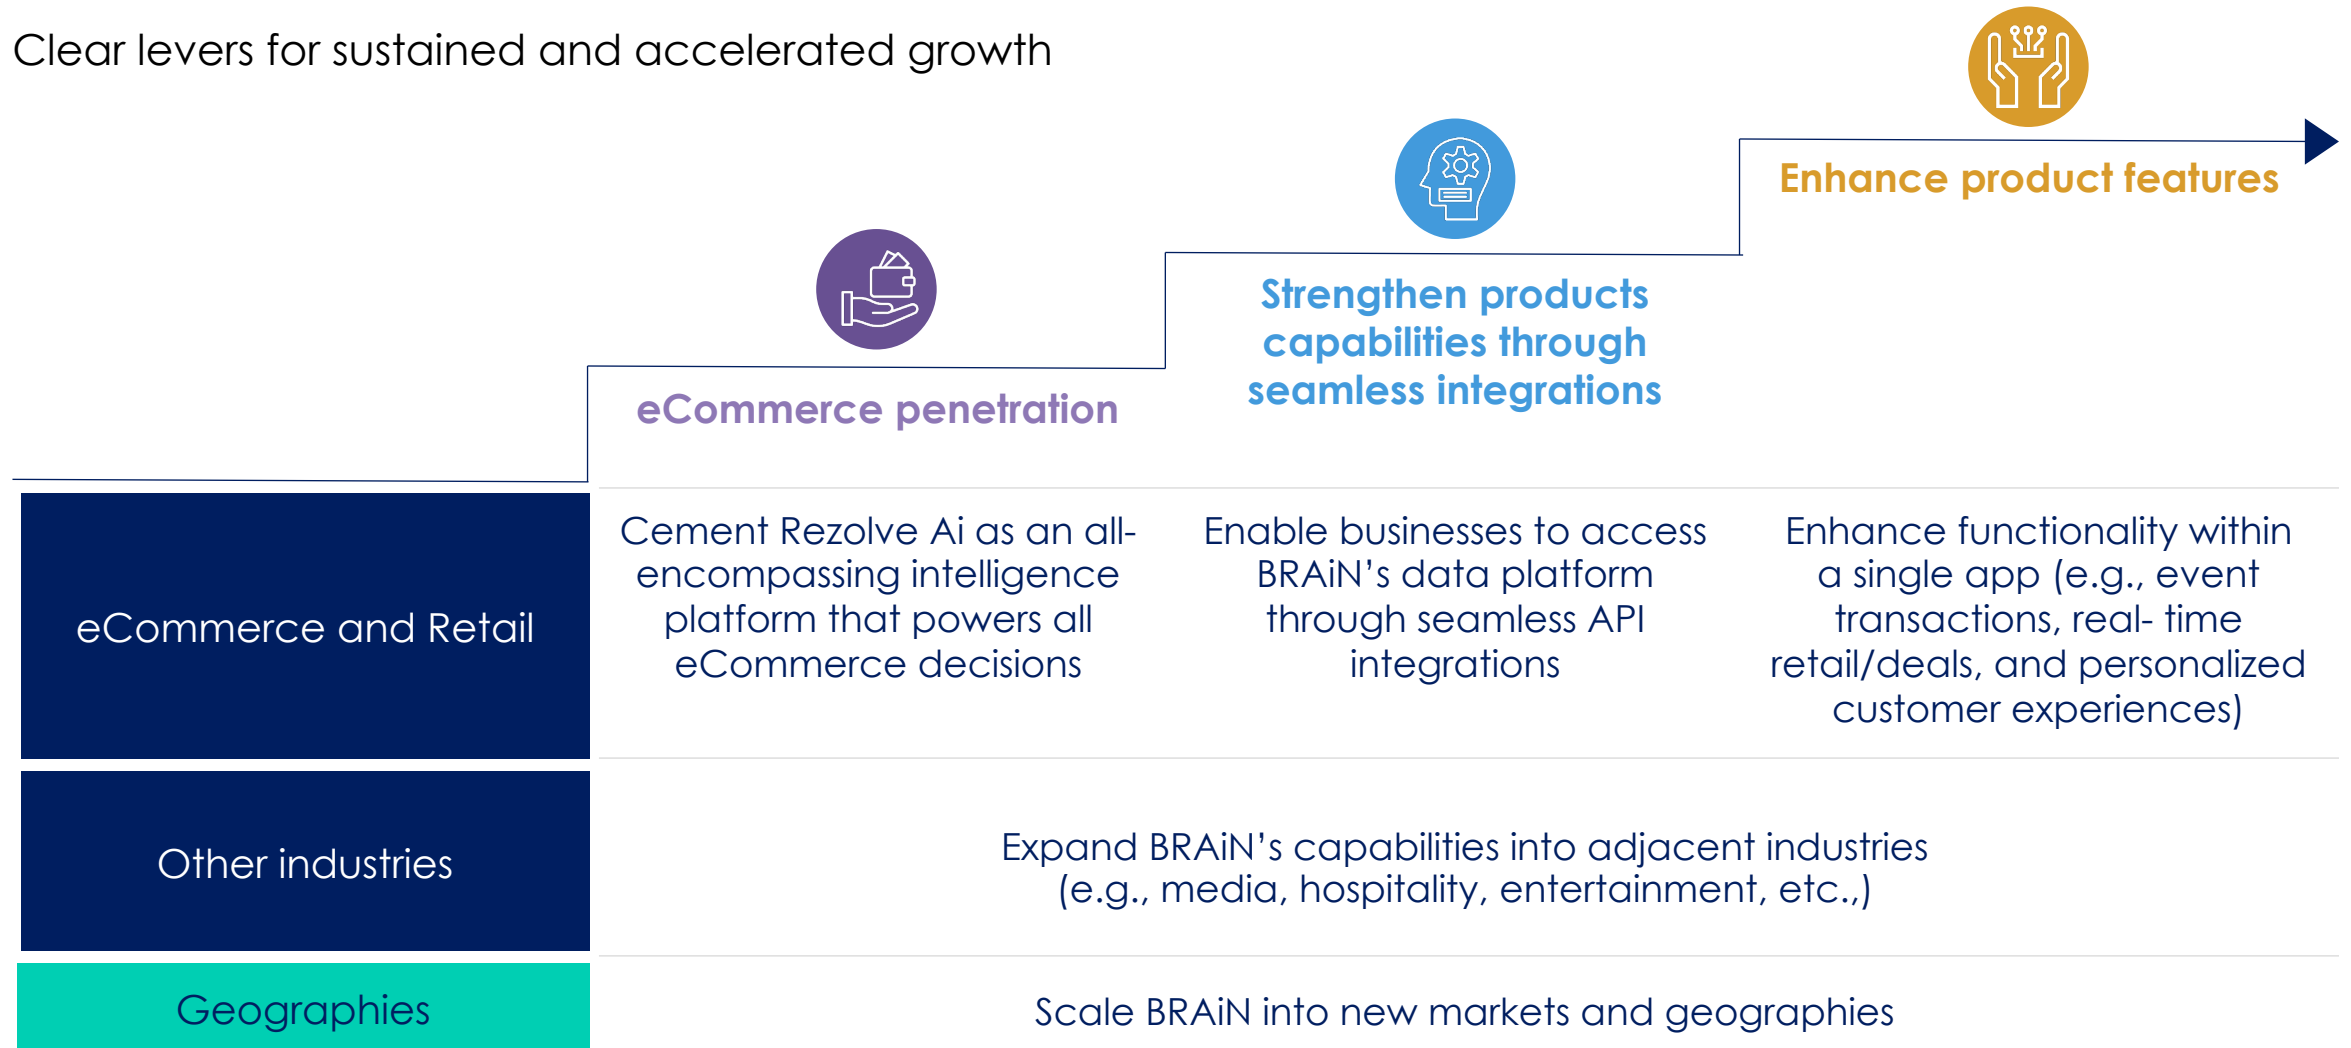 Clear levers for sustained and accelerated growth
Enhance product features
Strengthen products
capabilities through
seamless integrations
eCommerce penetration
eCommerce and Retail
Cement Rezolve Ai as an all-
encompassing intelligence
platform that powers all
eCommerce decisions
Enable businesses to access
BRAiN’s data platform
through seamless API
integrations
Enhance functionality within
a single app (e.g., event
transactions, real- time
retail/deals, and personalized
customer experiences)
Other industries
Expand BRAiN’s capabilities into adjacent industries
(e.g., media, hospitality, entertainment, etc.,)
Geographies
Scale BRAiN into new markets and geographies